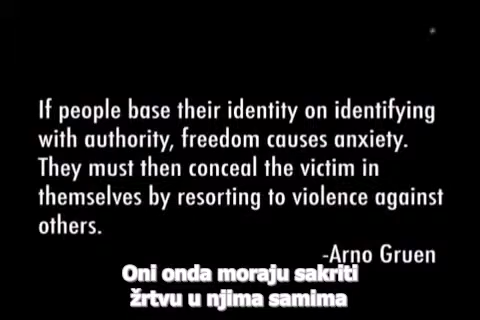 If people base their identity on identifying
with authority, freedom causes anxiety.
They must then conceal the victim in
themselves by resorting to violence against
others.
-Arno Gruen
Oni onda moraju sakriti
žrtvu u njima samima